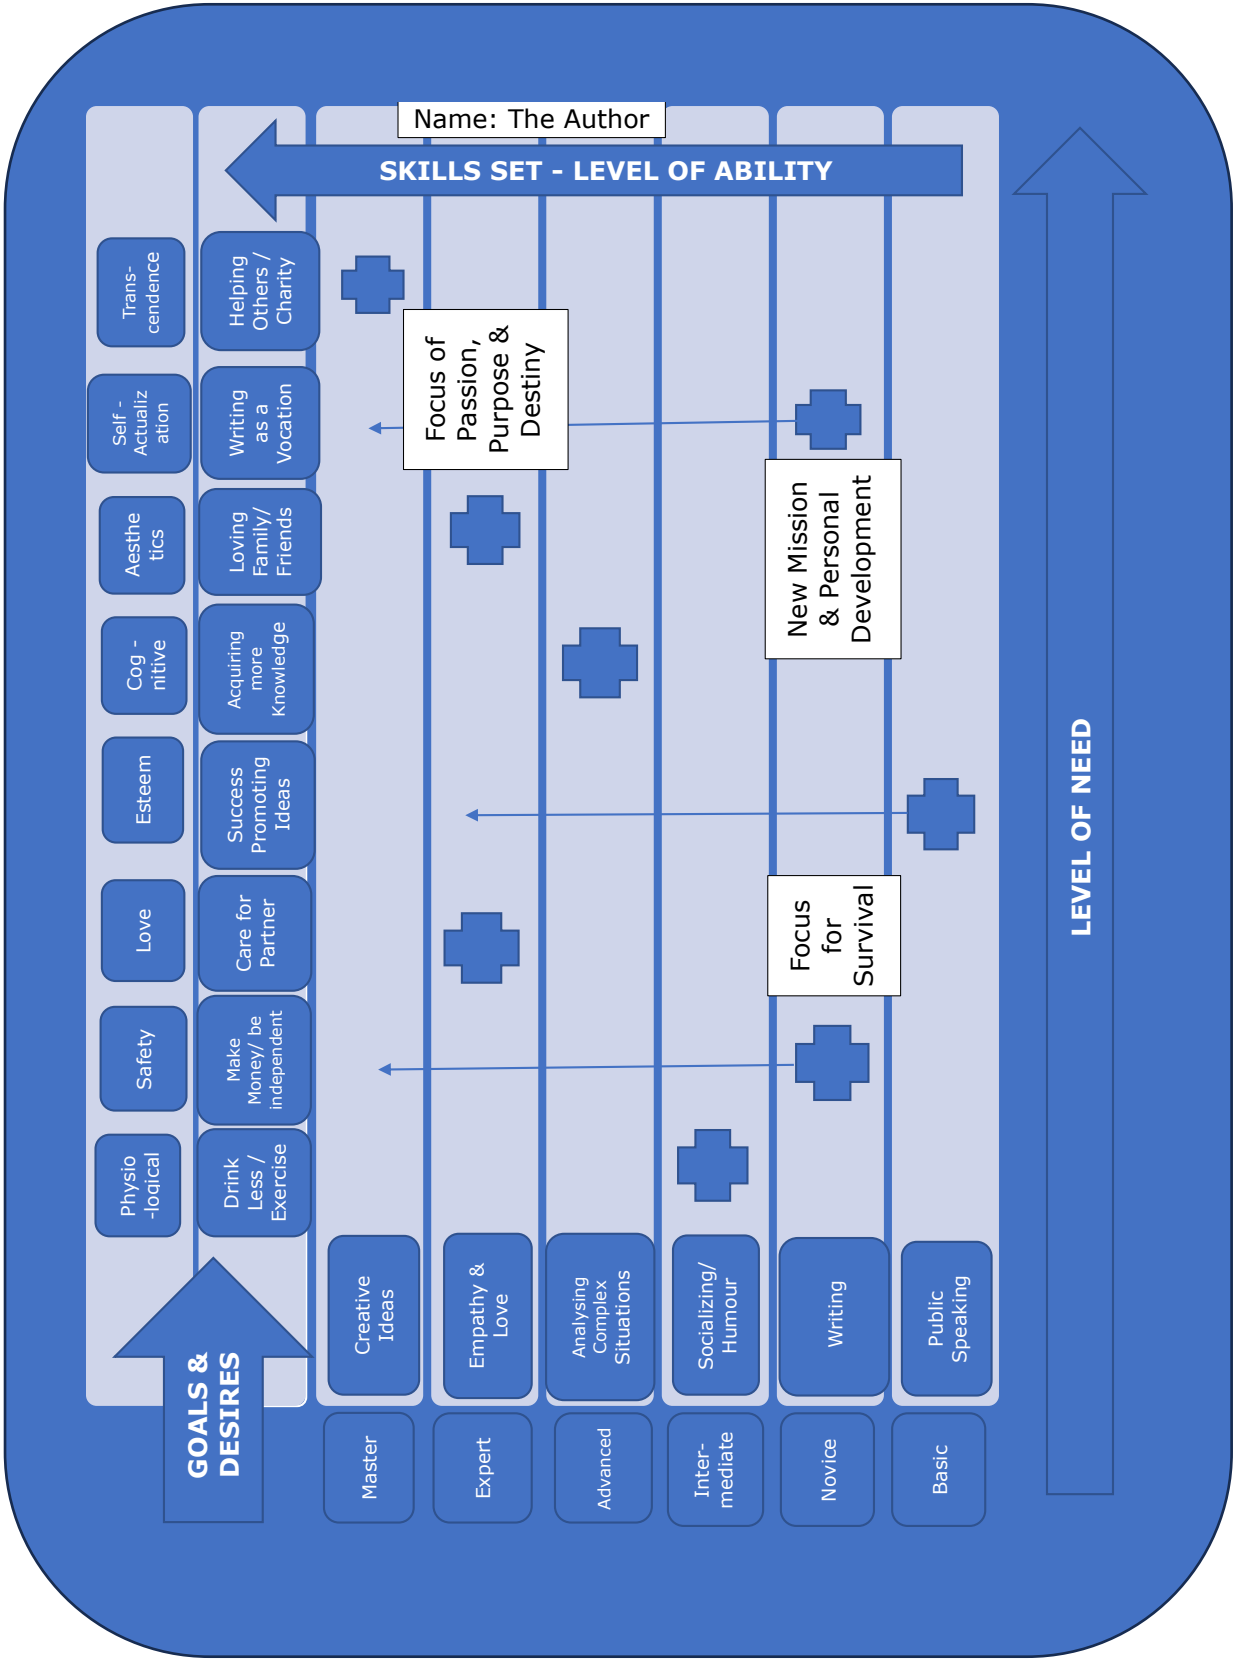 Name: The Author
SKILLS SET – LEVEL OF ABILITY
Trans-
cendence
Helping
Others /
Charity
Self -
Actualiz
ation
Writing
as a
Vocation
Aesthe
tics
Loving
Family/
Friends
Cog -
nitive
Acquiring
more
Knowledge
Esteem
Success
Promoting
Ideas
Love
Care for
Partner
Safety
Make
Money/ be
independent
Physio
-logical
Drink
Less /
Exercise
GOALS &
DESIRES
Focus of
Passion,
Purpose &
Destiny
New Mission
& Personal
Development
Focus
for
Survival
Creative
Ideas
Empathy &
Love
Analysing
Complex
Situations
Socializing/
Humour
Writing
Public
Speaking
Master
Expert
Advanced
Inter-
mediate
Novice
Basic
LEVEL OF NEED